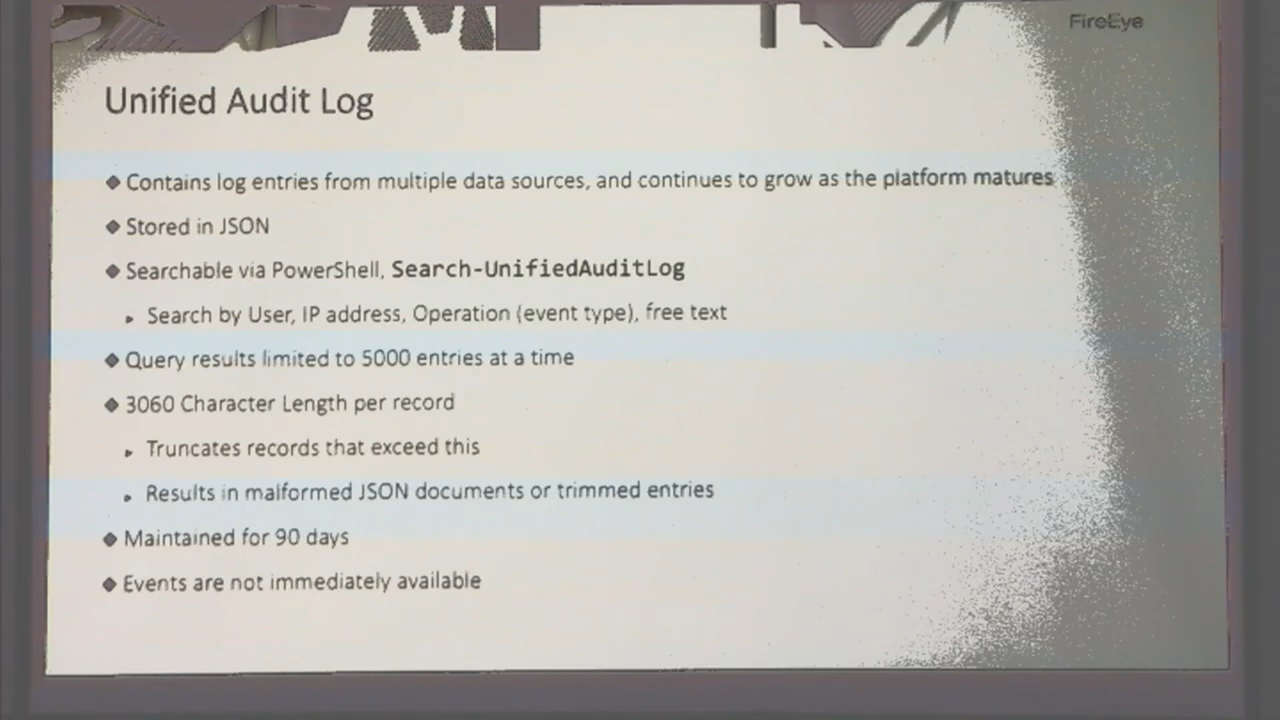 FireEye
Unified Audit Log
Contains log entries from multiple data sources, and continues to grow as the platform matures
Stored in JSON
Searchable via PowerShell, Search-UnifiedAuditLog
Search by User, IP address, Operation (event type), free text
Query results limited to 5000 entries at a time
3060 Character Length per record
Truncates records that exceed this
Results in malformed JSON documents or trimmed entries
Maintained for 90 days
Events are not immediately available